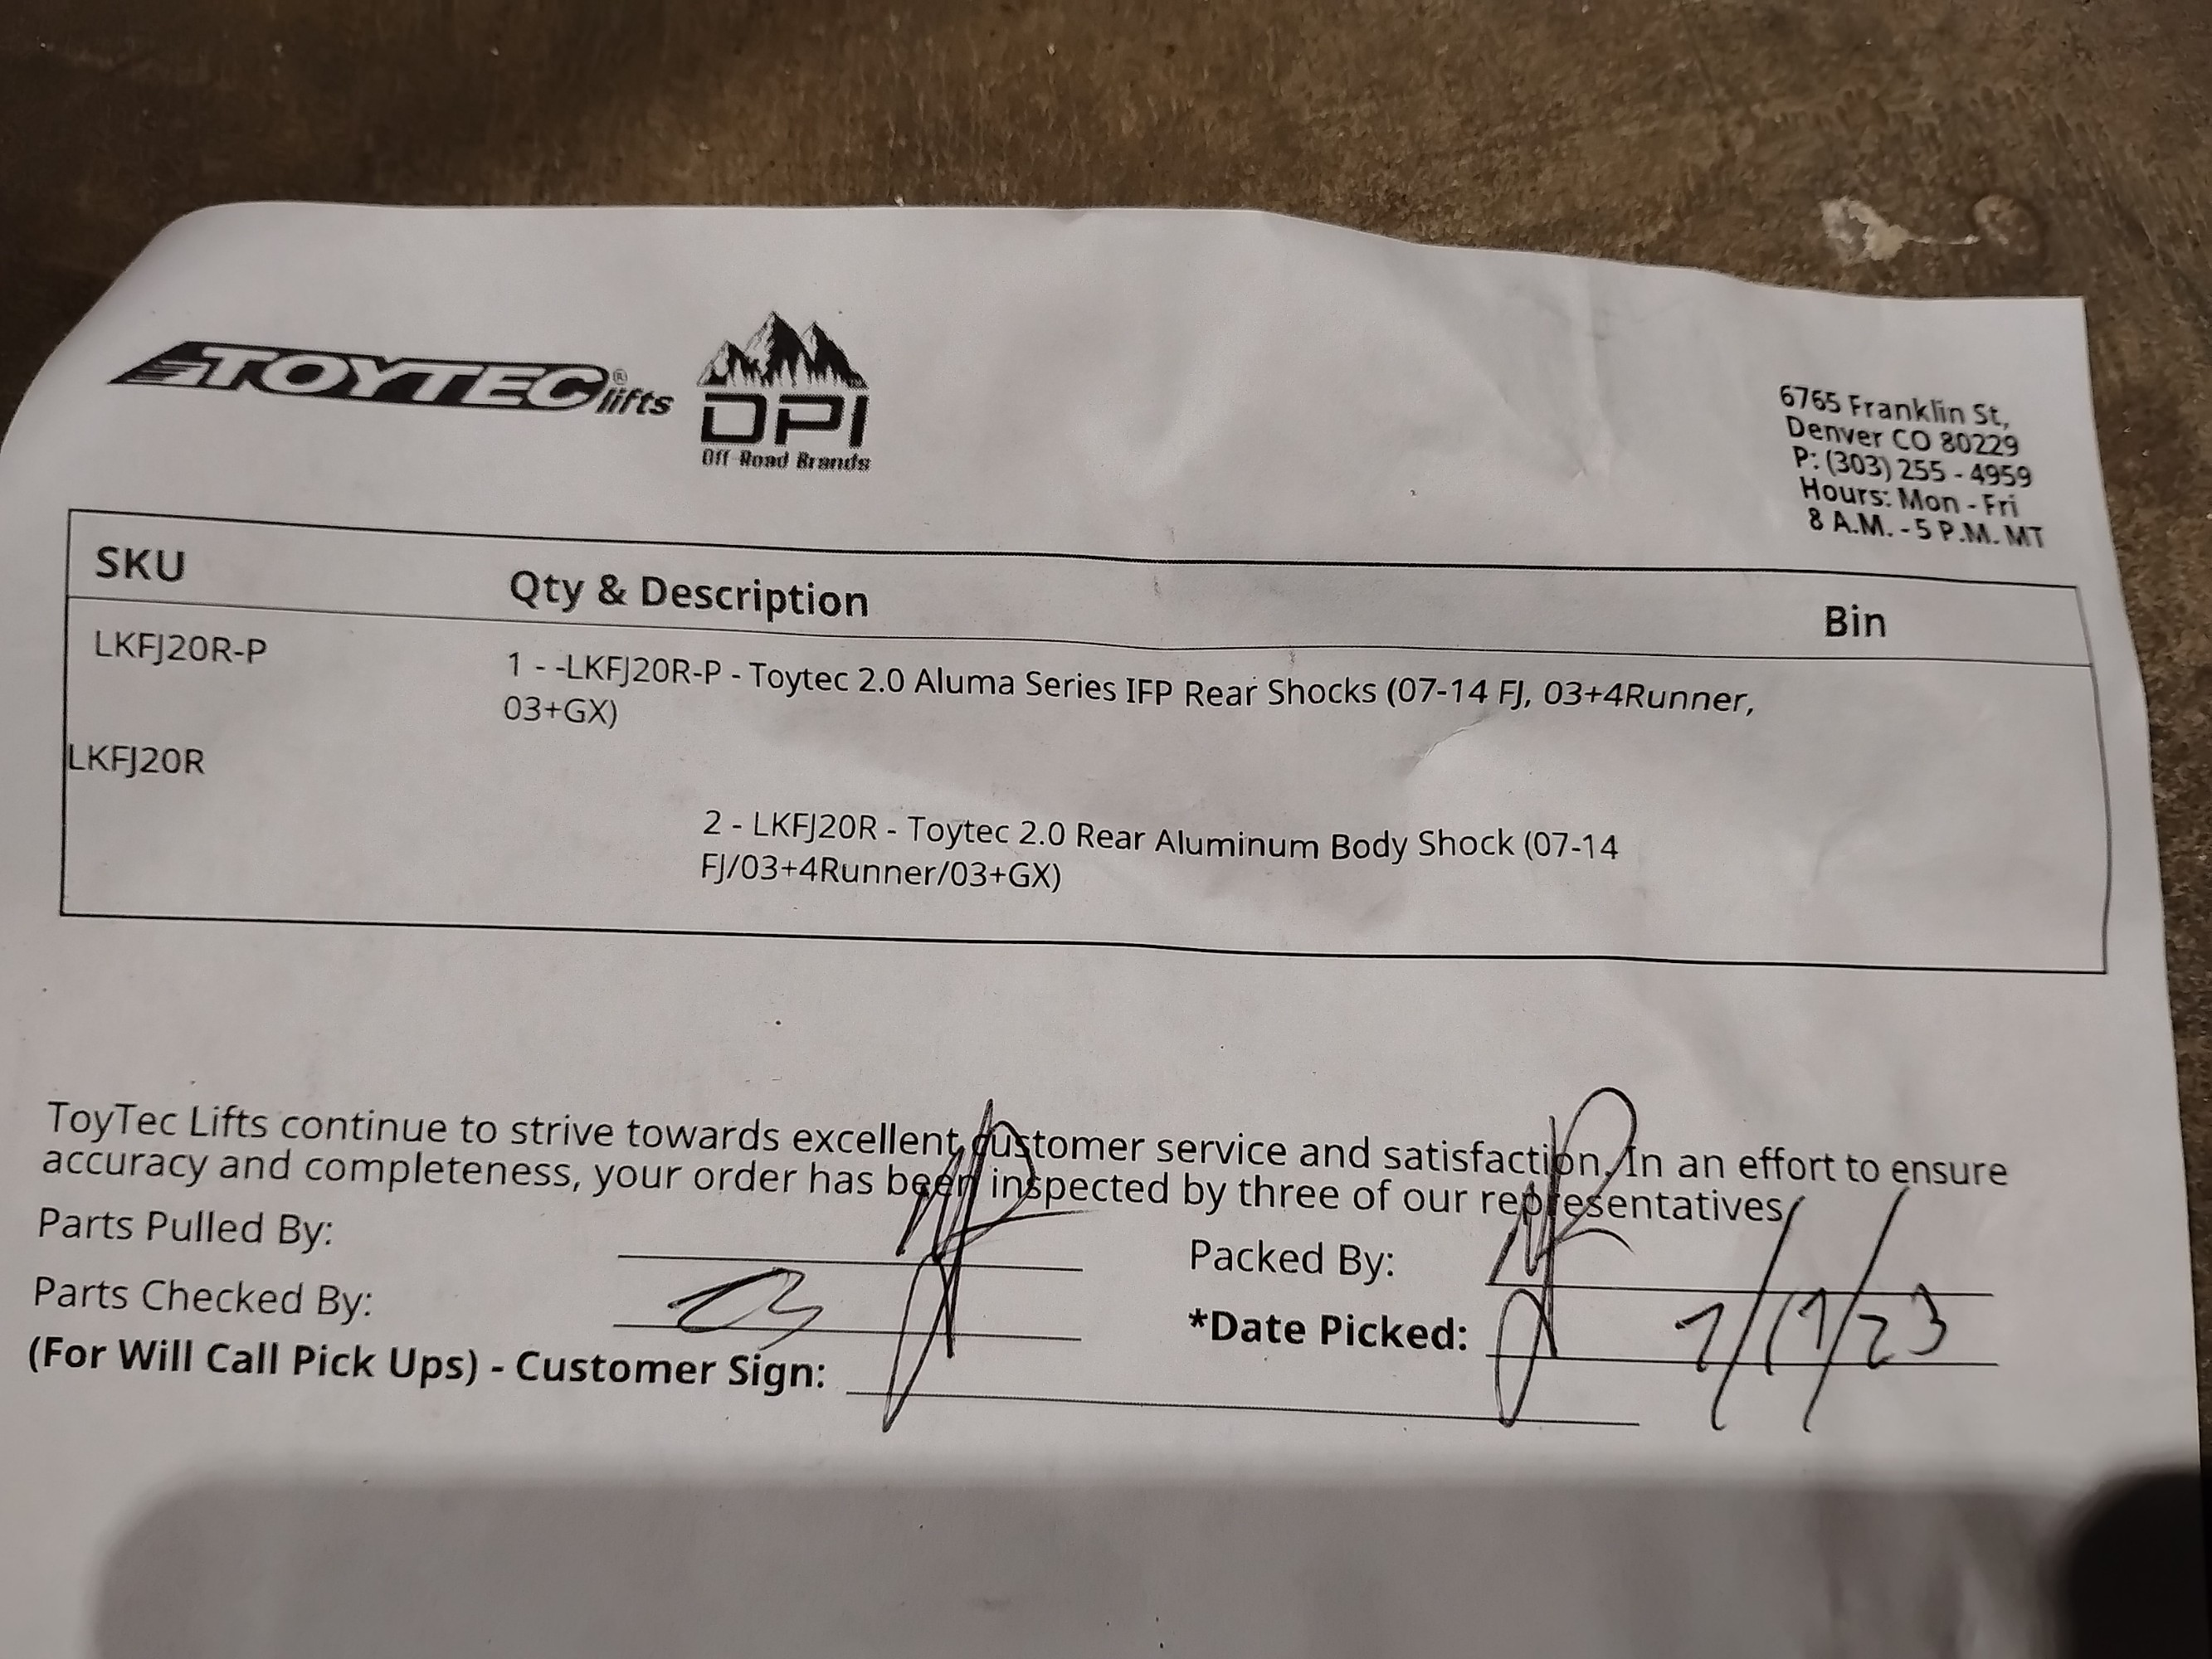 TOYTEC® lifts
DPI
Off Road Brands
6765 Franklin St,
Denver CO 80229
P: (303) 255 - 4959
Hours: Mon - Fri
8 A.M. - 5 P.M. MT
SKU Qty & Description Bin
LKFJ20R-P 1 - -LKFJ20R-P - Toytec 2.0 Aluma Series IFP Rear Shocks (07-14 FJ, 03+4Runner,
03+GX)
LKFJ20R
2 - LKFJ20R - Toytec 2.0 Rear Aluminum Body Shock (07-14
FJ/03+4Runner/03+GX)
ToyTec Lifts continue to strive towards excellent customer service and satisfaction. In an effort to ensure
accuracy and completeness, your order has been inspected by three of our representatives
Parts Pulled By: Packed By:
Parts Checked By: *Date Picked:
(For Will Call Pick Ups) - Customer Sign: